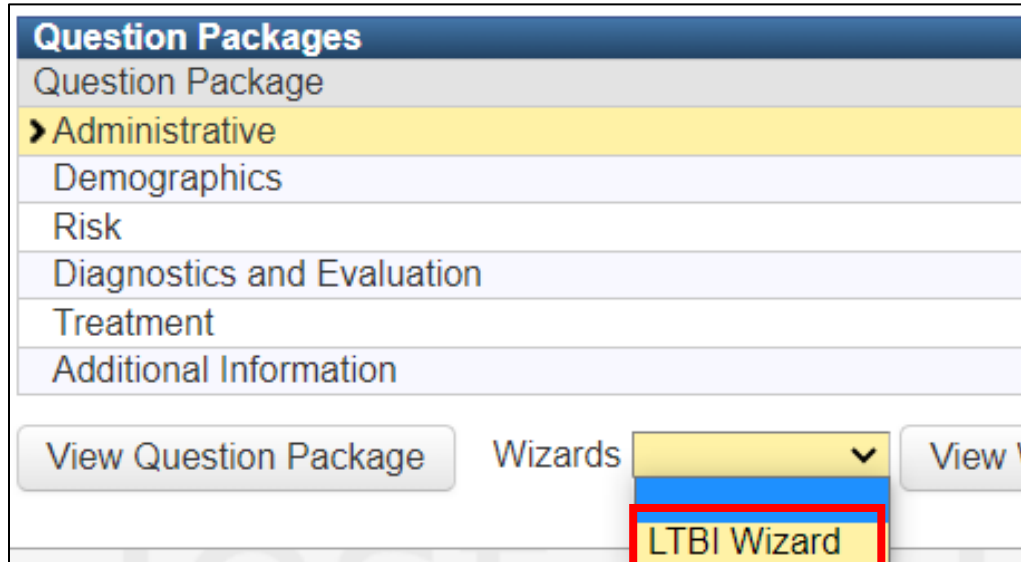 Question Packages
Question Package
Administrative
Demographics
Risk
Diagnostics and Evaluation
Treatment
Additional Information
View Question Package Wizards View
LTBI Wizard